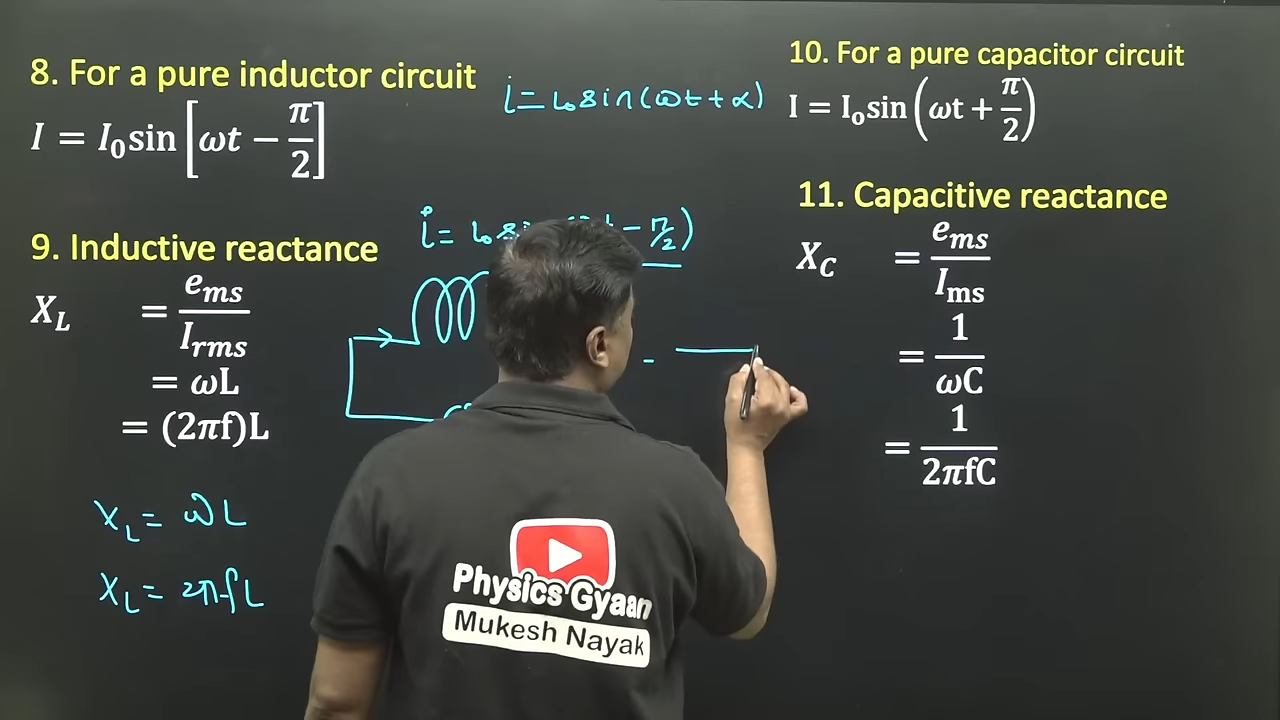 8. For a pure inductor circuit
I = I₀sin[ωt − π/2]
i = i₀ sin(ωt + α)
9. Inductive reactance
X_L = e_ms/I_rms
= ωL
= (2πf)L
X_L = ωL
X_L = 2πfL
− π/2)
10. For a pure capacitor circuit
I = I₀sin(ωt + π/2)
11. Capacitive reactance
X_C = e_ms/I_ms
= 1/ωC
= 1/2πfC
Physics Gyaan
Mukesh Nayak